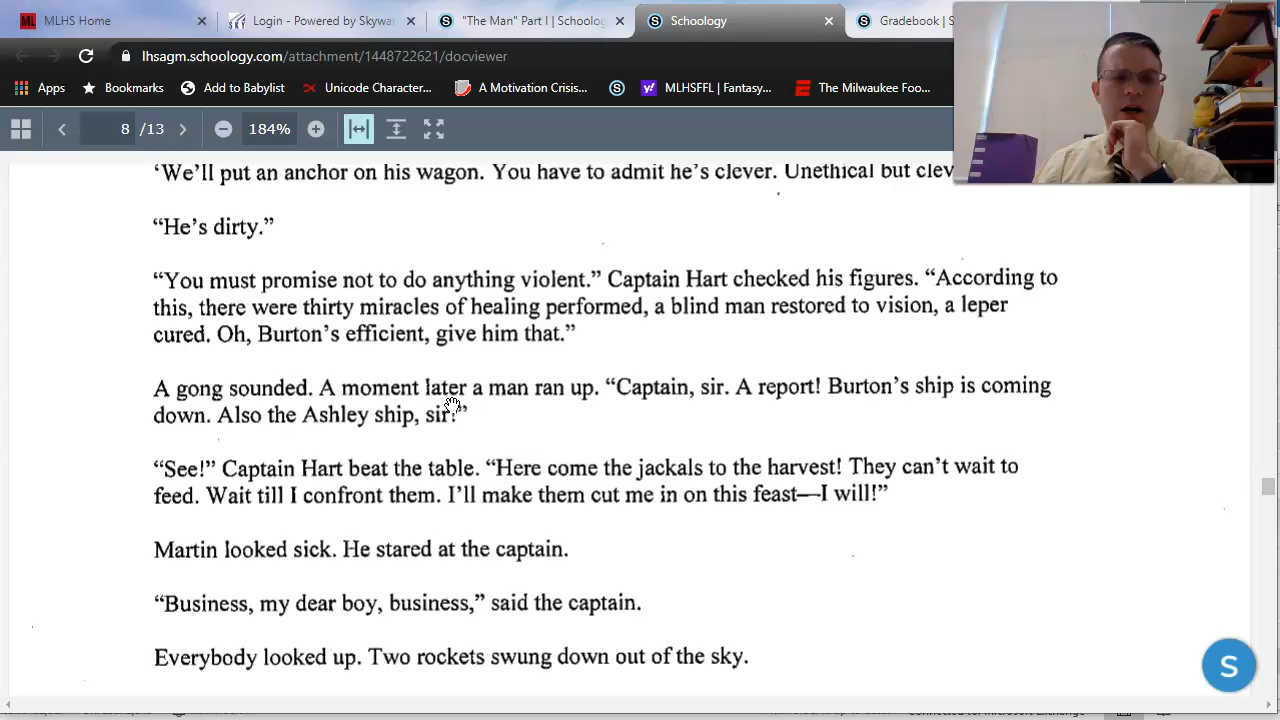 MLHS Home
Login - Powered by Skywar
"The Man" Part I | Schoolog
Schoology
Gradebook | S
lhsagm.schoology.com/attachment/1448722621/docviewer
Apps
Bookmarks
Add to Babylist
Unicode Character...
A Motivation Crisis...
MLHSFFL | Fantasy...
The Milwaukee Foo...
8 /13
184%
‘We’ll put an anchor on his wagon. You have to admit he’s clever. Unethical but clev
“He’s dirty.”
“You must promise not to do anything violent.” Captain Hart checked his figures. “According to
this, there were thirty miracles of healing performed, a blind man restored to vision, a leper
cured. Oh, Burton’s efficient, give him that.”
A gong sounded. A moment later a man ran up. “Captain, sir. A report! Burton’s ship is coming
down. Also the Ashley ship, sir!”
“See!” Captain Hart beat the table. “Here come the jackals to the harvest! They can’t wait to
feed. Wait till I confront them. I’ll make them cut me in on this feast—I will!”
Martin looked sick. He stared at the captain.
“Business, my dear boy, business,” said the captain.
Everybody looked up. Two rockets swung down out of the sky.
S